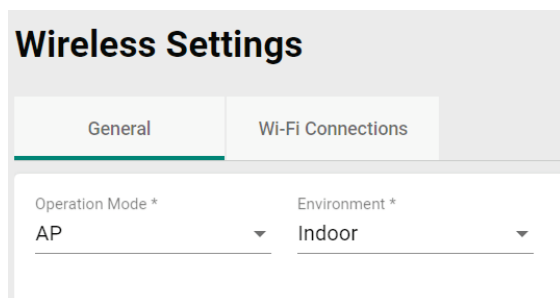 Wireless Settings
General Wi-Fi Connections
Operation Mode * Environment *
AP Indoor